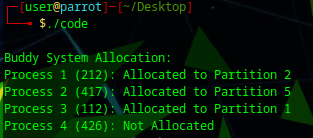 ┌─[user@parrot]─[~/Desktop]
└──╼ $./code
Buddy System Allocation:
Process 1 (212): Allocated to Partition 2
Process 2 (417): Allocated to Partition 5
Process 3 (112): Allocated to Partition 1
Process 4 (426): Not Allocated